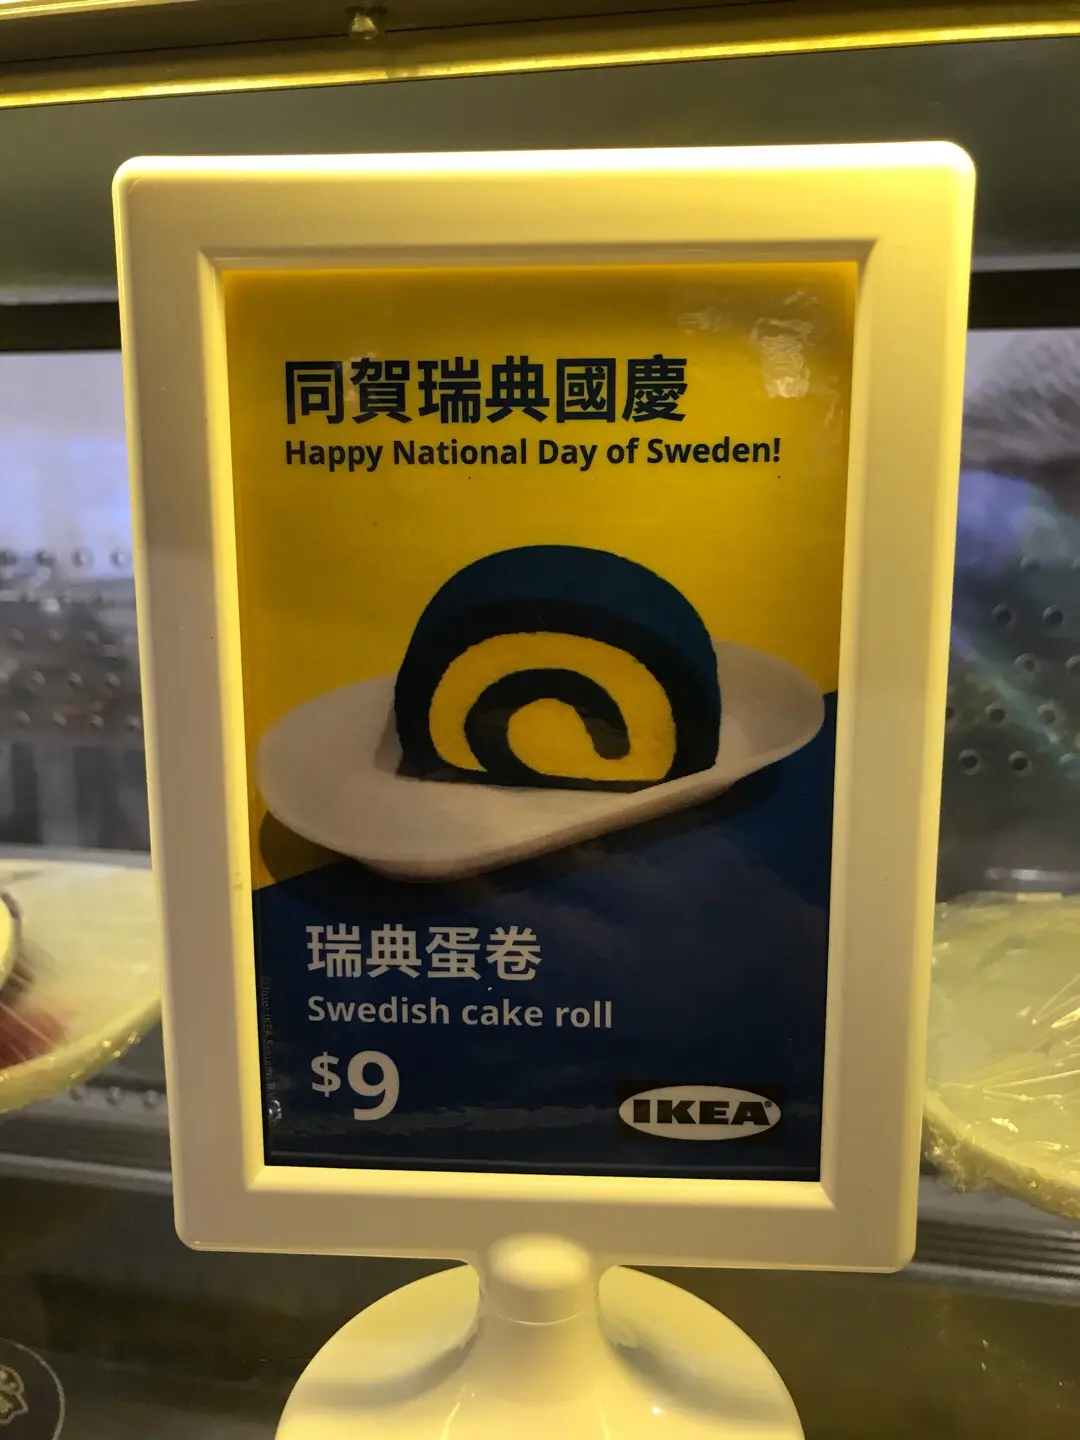 同賀瑞典國慶
Happy National Day of Sweden!
瑞典蛋卷
Swedish cake roll
$9
IKEA®